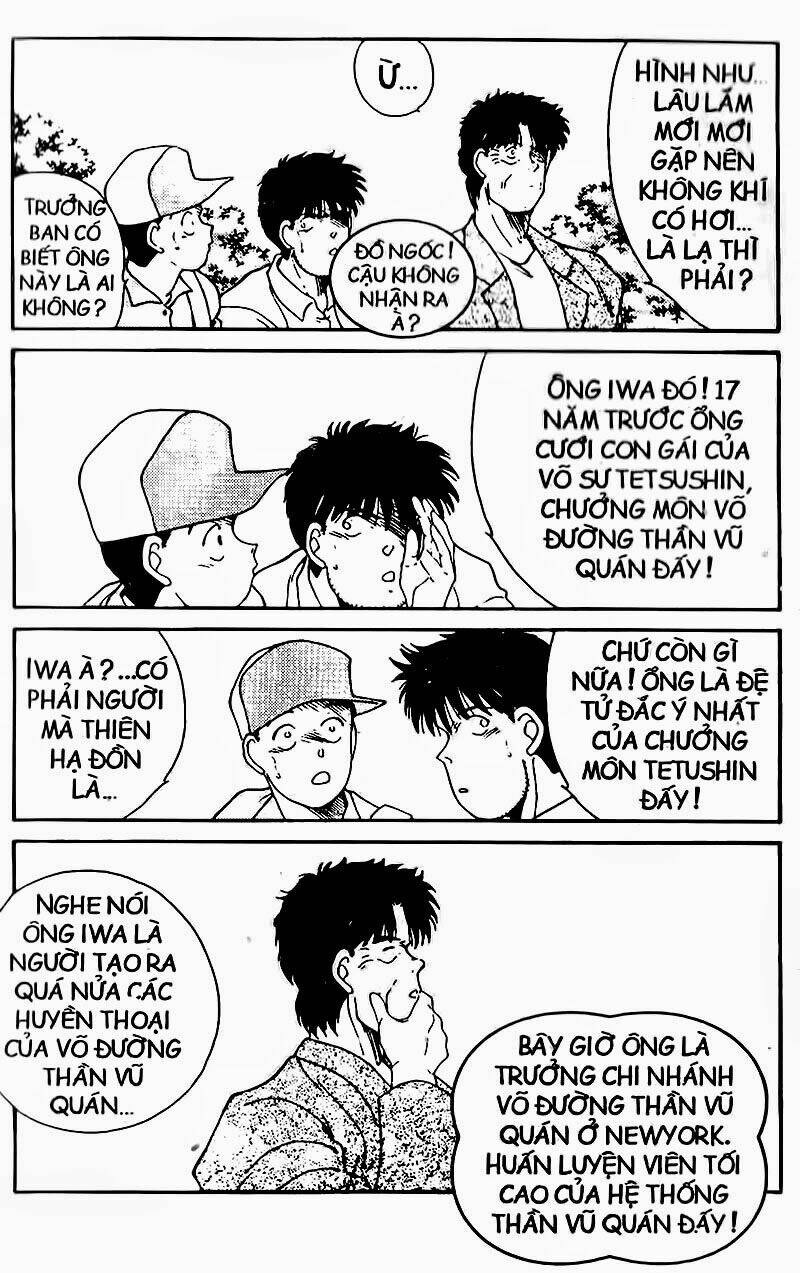 HÌNH NHƯ...
LÂU LẮM
MỚI MỚI
GẶP NÊN
KHÔNG KHÍ
CÓ HƠI...
LÀ LẠ THÌ
PHẢI?
Ừ...
TRƯỞNG
BAN CÓ
BIẾT ÔNG
NÀY LÀ AI
KHÔNG?
ĐỒ NGỐC!
CẬU KHÔNG
NHẬN RA
À?
ÔNG IWA ĐÓ! 17
NĂM TRƯỚC ỔNG
CƯỚI CON GÁI CỦA
VÕ SƯ TETSUSHIN,
CHƯỞNG MÔN VÕ
ĐƯỜNG THẦN VŨ
QUÁN ĐẤY!
IWA À?...CÓ
PHẢI NGƯỜI
MÀ THIÊN
HẠ ĐỒN
LÀ...
CHỨ CÒN GÌ
NỮA! ỔNG LÀ ĐỆ
TỬ ĐẮC Ý NHẤT
CỦA CHƯỞNG
MÔN TETUSHIN
ĐẤY!
NGHE NÓI
ÔNG IWA LÀ
NGƯỜI TẠO RA
QUÁ NỬA CÁC
HUYỀN THOẠI
CỦA VÕ ĐƯỜNG
THẦN VŨ
QUÁN...
BÂY GIỜ ÔNG LÀ
TRƯỞNG CHI NHÁNH
VÕ ĐƯỜNG THẦN VŨ
QUÁN Ở NEWYORK.
HUẤN LUYỆN VIÊN TỐI
CAO CỦA HỆ THỐNG
THẦN VŨ QUÁN ĐẤY!